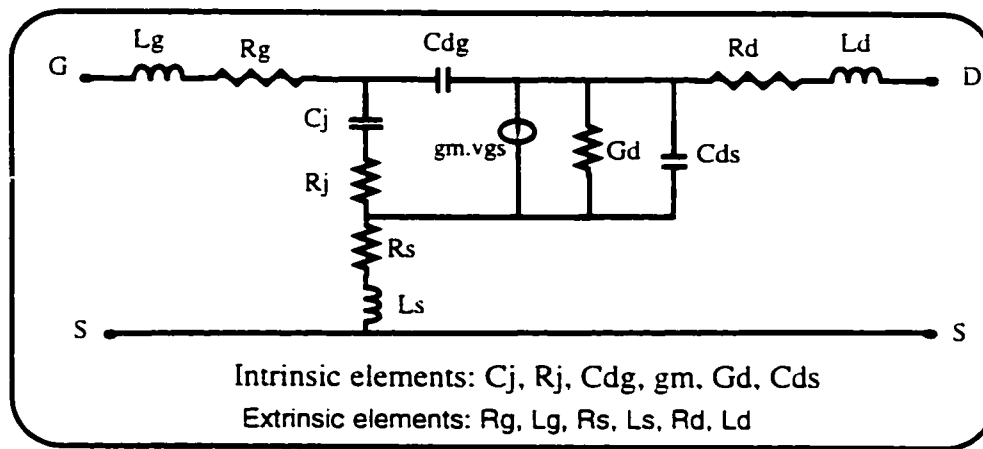 Lg
Rg
Cdg
Rd
Ld
G
D
Cj
gm.vgs
Gd
Cds
Rj
Rs
Ls
S
S
Intrinsic elements: Cj, Rj, Cdg, gm. Gd, Cds
Extrinsic elements: Rg, Lg, Rs, Ls, Rd, Ld